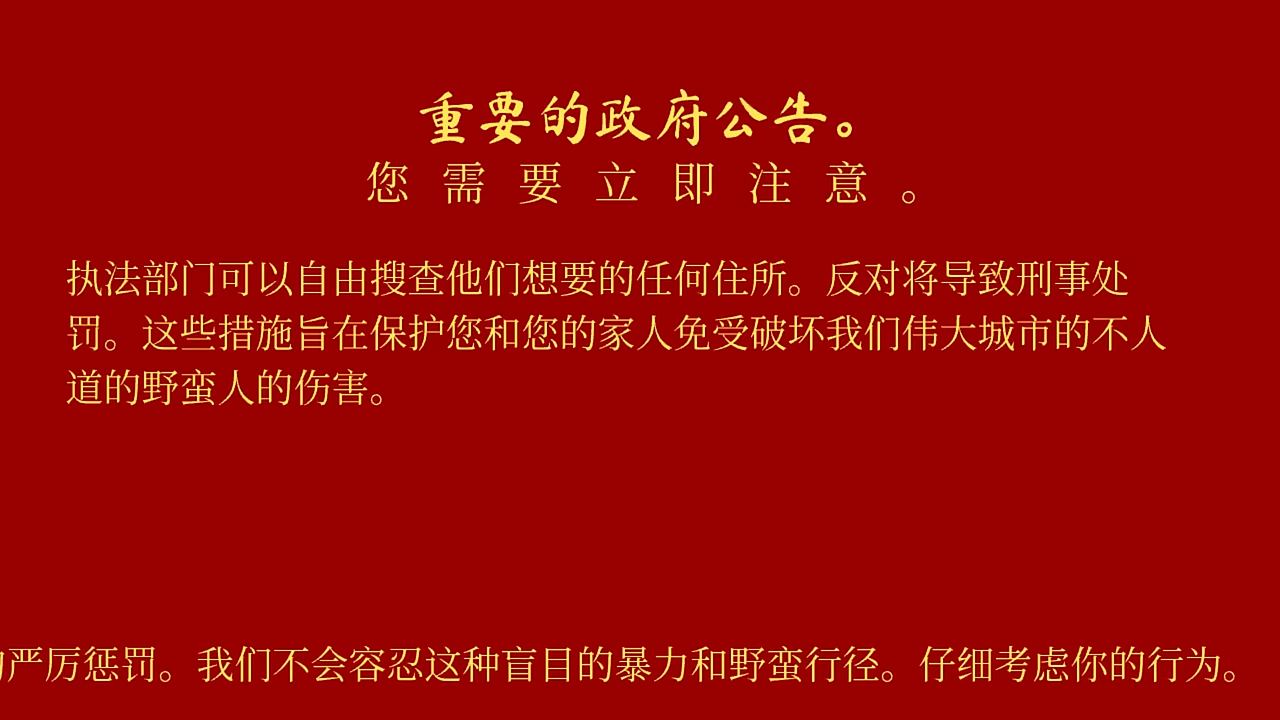 重要的政府公告。
您需要立即注意。
执法部门可以自由搜查他们想要的任何住所。反对将导致刑事处
罚。这些措施旨在保护您和您的家人免受破坏我们伟大城市的不人
道的野蛮人的伤害。
严厉惩罚。我们不会容忍这种盲目的暴力和野蛮行径。仔细考虑你的行为。